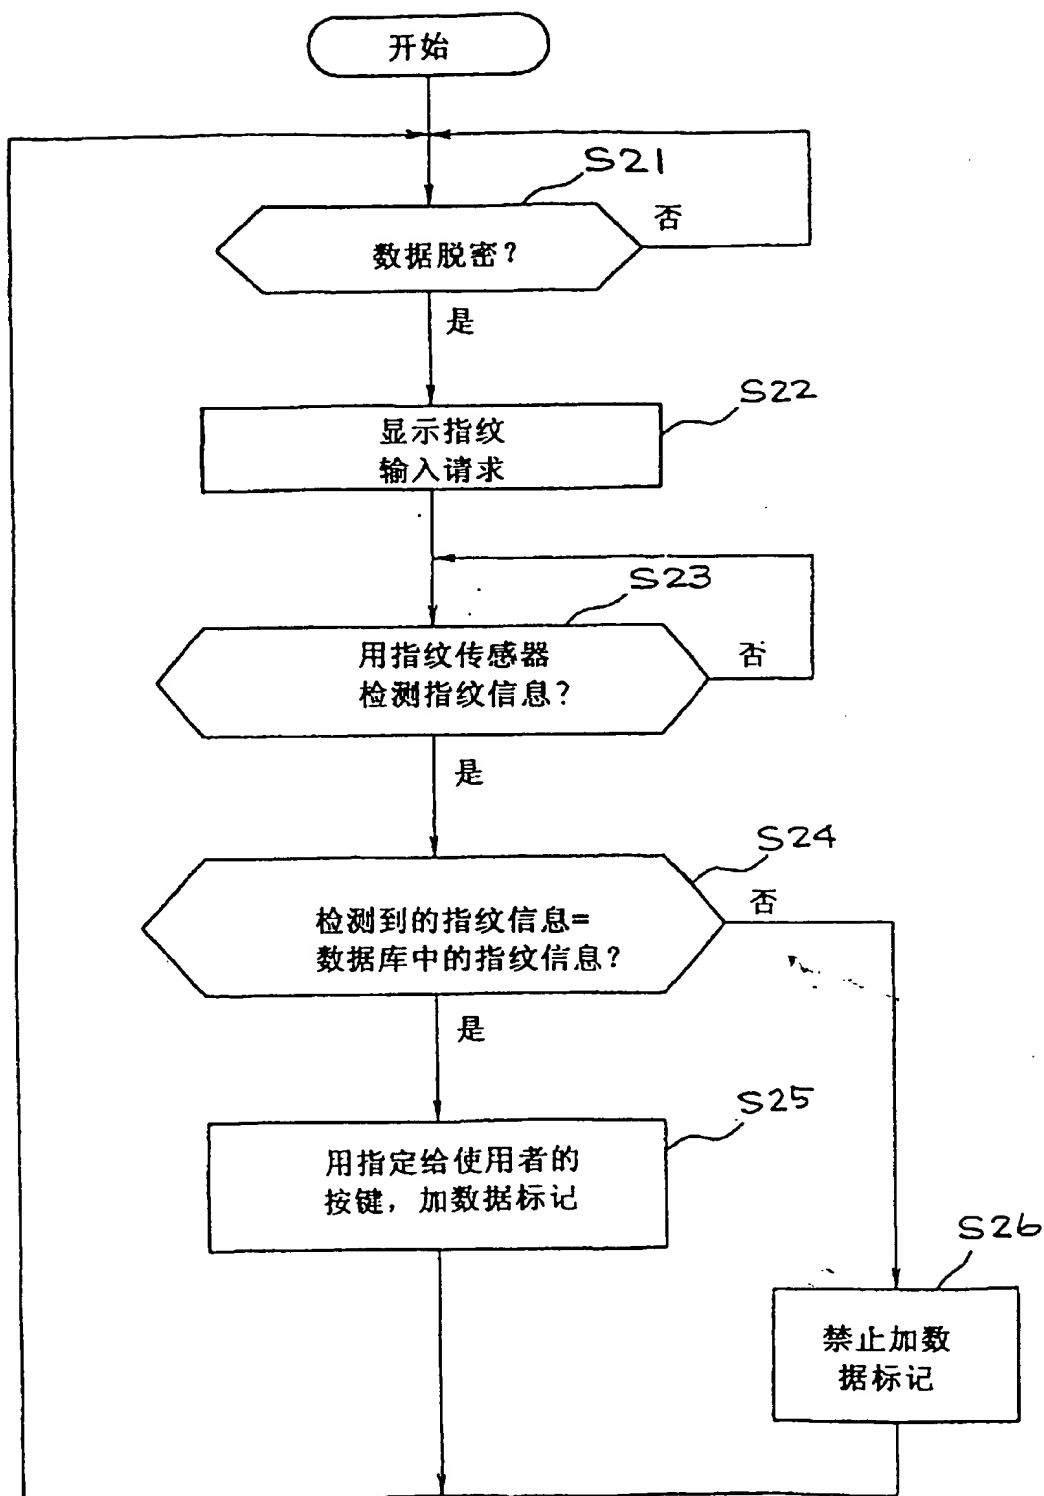 开始
S21
否
数据脱密？
是
S22
显示指纹
输入请求
S23
用指纹传感器
检测指纹信息？
否
是
S24
否
检测到的指纹信息=
数据库中的指纹信息？
是
S25
用指定给使用者的
按键，加数据标记
S26
禁止加数
据标记